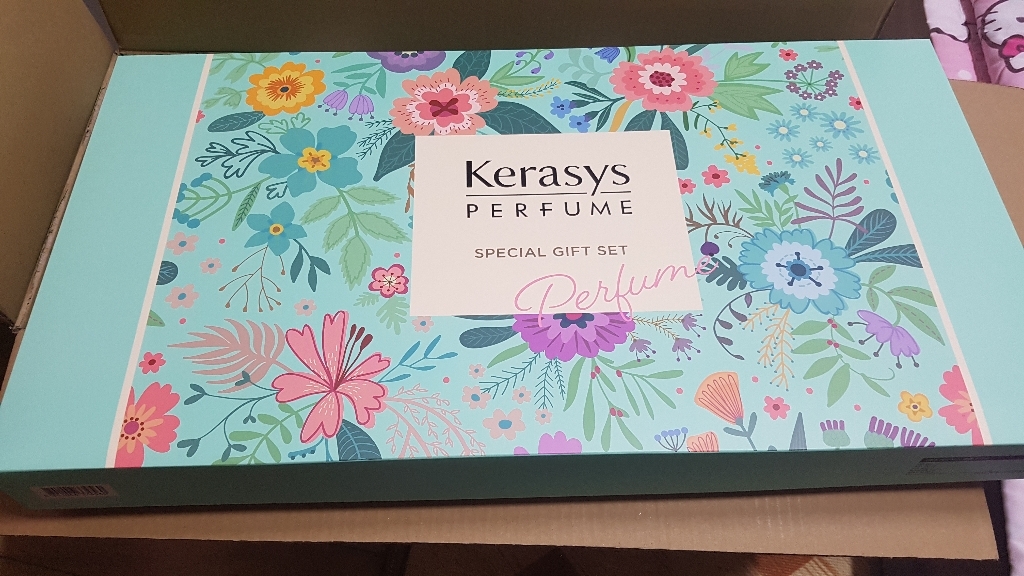 Kerasys
PERFUME
SPECIAL GIFT SET
Perfume